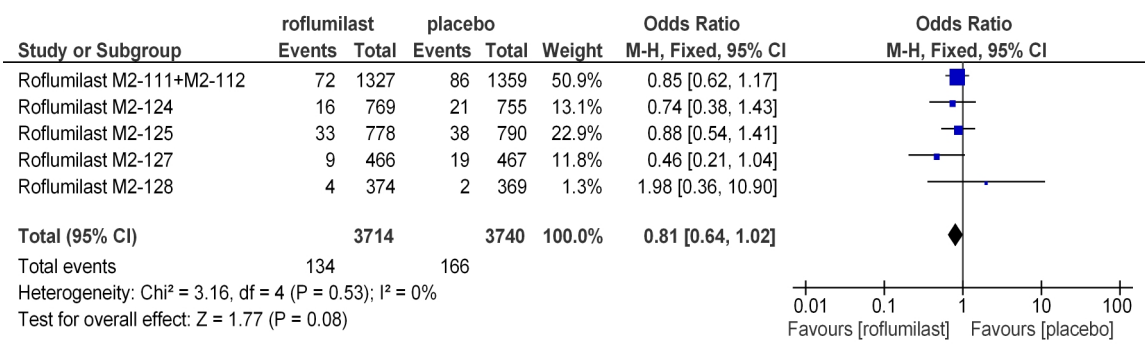 roflumilast placebo Odds Ratio Odds Ratio
Study or Subgroup Events Total Events Total Weight M-H, Fixed, 95% CI M-H, Fixed, 95% CI
Roflumilast M2-111+M2-112 72 1327 86 1359 50.9% 0.85 [0.62, 1.17]
Roflumilast M2-124 16 769 21 755 13.1% 0.74 [0.38, 1.43]
Roflumilast M2-125 33 778 38 790 22.9% 0.88 [0.54, 1.41]
Roflumilast M2-127 9 466 19 467 11.8% 0.46 [0.21, 1.04]
Roflumilast M2-128 4 374 2 369 1.3% 1.98 [0.36, 10.90]
Total (95% CI) 3714 3740 100.0% 0.81 [0.64, 1.02]
Total events 134 166
Heterogeneity: Chi² = 3.16, df = 4 (P = 0.53); I² = 0%
Test for overall effect: Z = 1.77 (P = 0.08)
0.01 0.1 1 10 100
Favours [roflumilast] Favours [placebo]